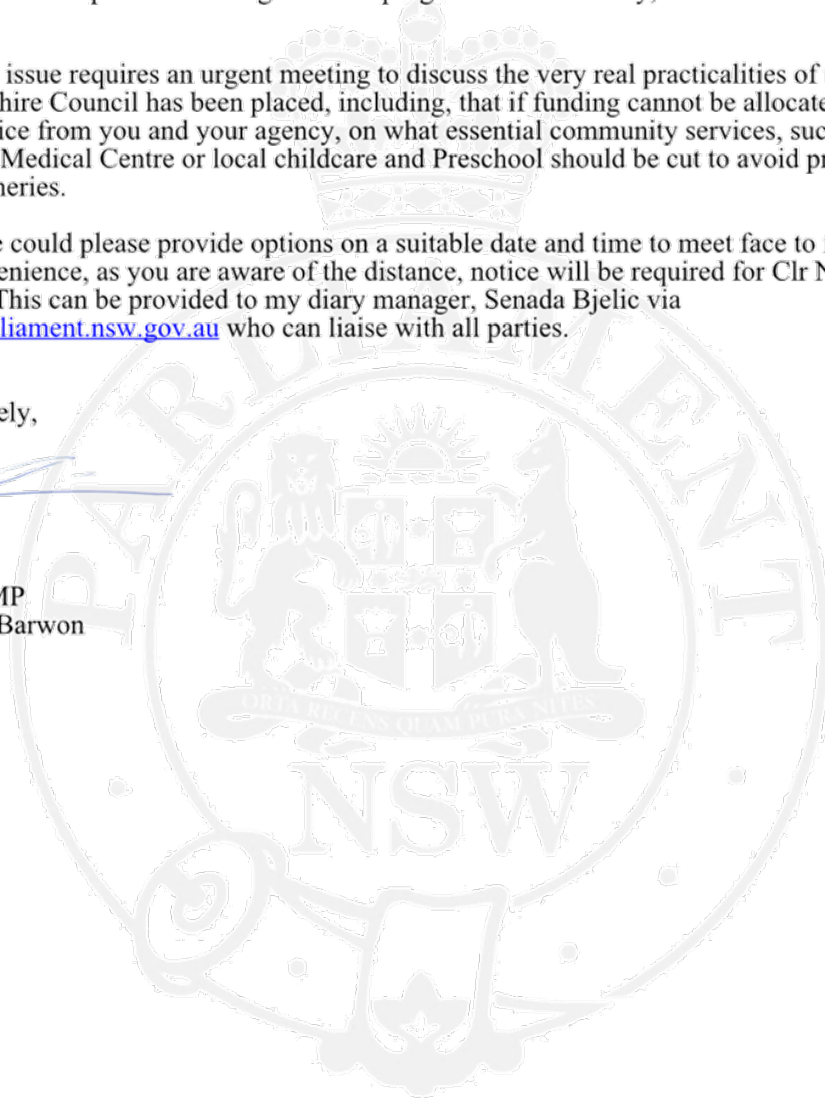 issue requires an urgent meeting to discuss the very real practicalities of
hire Council has been placed, including, that if funding cannot be allocate
ice from you and your agency, on what essential community services, suc
Medical Centre or local childcare and Preschool should be cut to avoid pr
neries.
could please provide options on a suitable date and time to meet face to
enience, as you are aware of the distance, notice will be required for Clr N
This can be provided to my diary manager, Senada Bjelic via
liament.nsw.gov.au who can liaise with all parties.
ely,
MP
Barwon
PARLIAMENT
ORTA RECENS QUAM PURA NITES
NSW